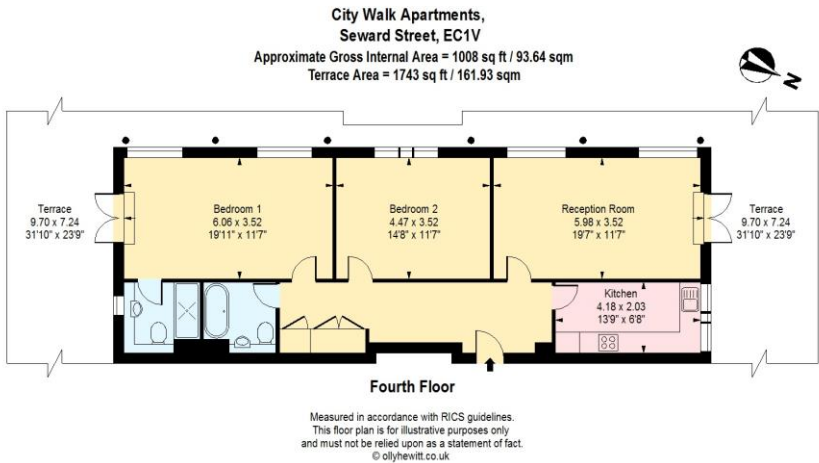 City Walk Apartments,
Seward Street, EC1V
Approximate Gross Internal Area = 1008 sq ft / 93.64 sqm
Terrace Area = 1743 sq ft / 161.93 sqm
N
Terrace
9.70 x 7.24
31'10" x 23'9"
Bedroom 1
6.06 x 3.52
19'11" x 11'7"
Bedroom 2
4.47 x 3.52
14'8" x 11'7"
Reception Room
5.98 x 3.52
19'7" x 11'7"
Terrace
9.70 x 7.24
31'10" x 23'9"
Kitchen
4.18 x 2.03
13'9" x 6'8"
Fourth Floor
Measured in accordance with RICS guidelines.
This floor plan is for illustrative purposes only
and must not be relied upon as a statement of fact.
© ollyhewitt.co.uk